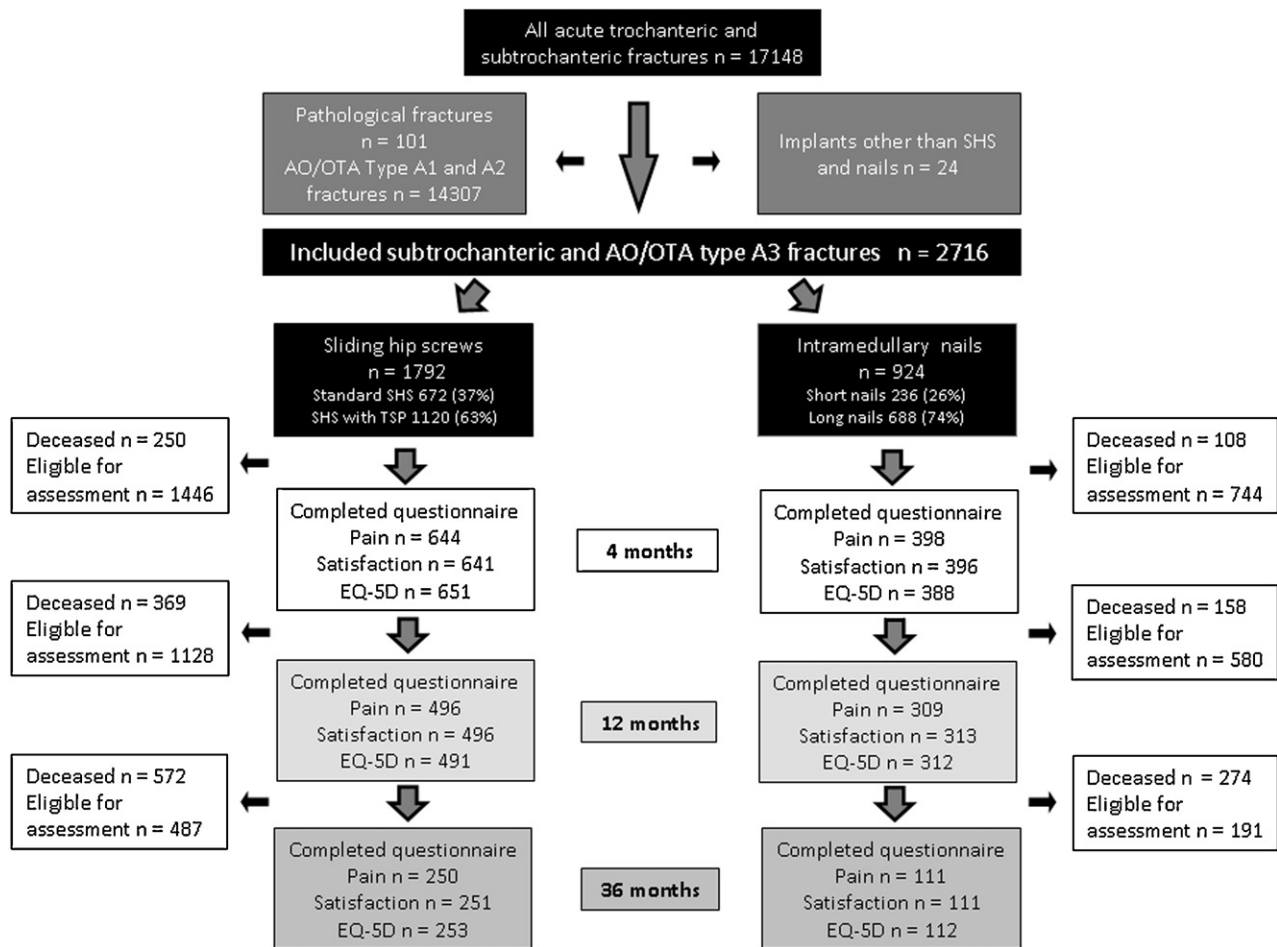 All acute trochanteric and
subtrochanteric fractures n = 17148
Pathological fractures
n = 101
AO/OTA Type A1 and A2
fractures n = 14307
Implants other than SHS
and nails n = 24
Included subtrochanteric and AO/OTA type A3 fractures n = 2716
Sliding hip screws
n = 1792
Standard SHS 672 (37%)
SHS with TSP 1120 (63%)
Intramedullary nails
n = 924
Short nails 236 (26%)
Long nails 688 (74%)
Deceased n = 250
Eligible for
assessment n = 1446
Deceased n = 108
Eligible for
assessment n = 744
Completed questionnaire
Pain n = 644
Satisfaction n = 641
EQ-5D n = 651
4 months
Completed questionnaire
Pain n = 398
Satisfaction n = 396
EQ-5D n = 388
Deceased n = 369
Eligible for
assessment n = 1128
Deceased n = 158
Eligible for
assessment n = 580
Completed questionnaire
Pain n = 496
Satisfaction n = 496
EQ-5D n = 491
12 months
Completed questionnaire
Pain n = 309
Satisfaction n = 313
EQ-5D n = 312
Deceased n = 572
Eligible for
assessment n = 487
Deceased n = 274
Eligible for
assessment n = 191
Completed questionnaire
Pain n = 250
Satisfaction n = 251
EQ-5D n = 253
36 months
Completed questionnaire
Pain n = 111
Satisfaction n = 111
EQ-5D n = 112